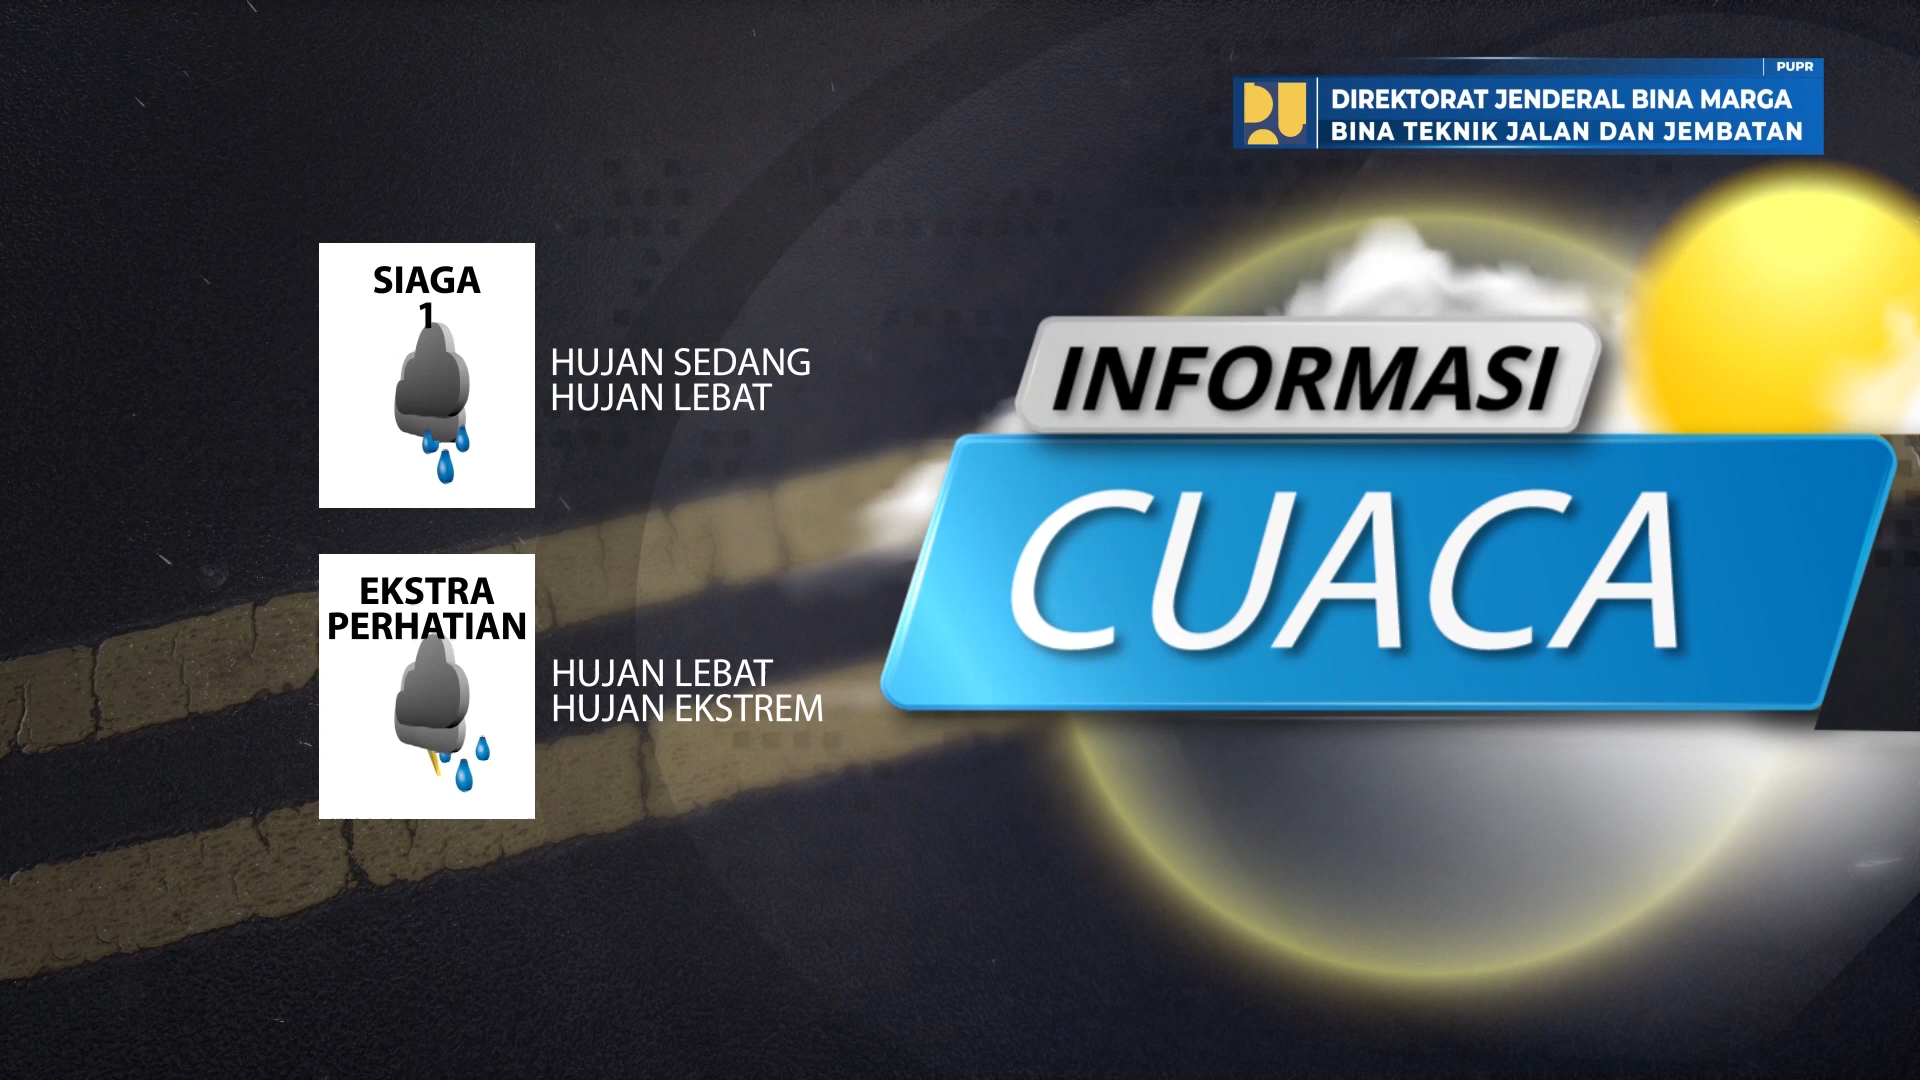 PUPR
DIREKTORAT JENDERAL BINA MARGA
BINA TEKNIK JALAN DAN JEMBATAN
SIAGA
1
HUJAN SEDANG
HUJAN LEBAT
EKSTRA
PERHATIAN
HUJAN LEBAT
HUJAN EKSTREM
INFORMASI
CUACA